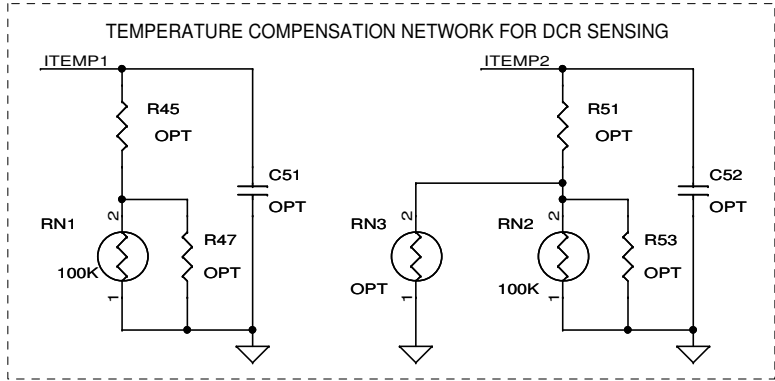 TEMPERATURE COMPENSATION NETWORK FOR DCR SENSING
ITEMP1
R45
OPT
C51
OPT
2
RN1
100K
1
R47
OPT
ITEMP2
R51
OPT
C52
OPT
2
RN3
OPT
1
2
RN2
100K
1
R53
OPT